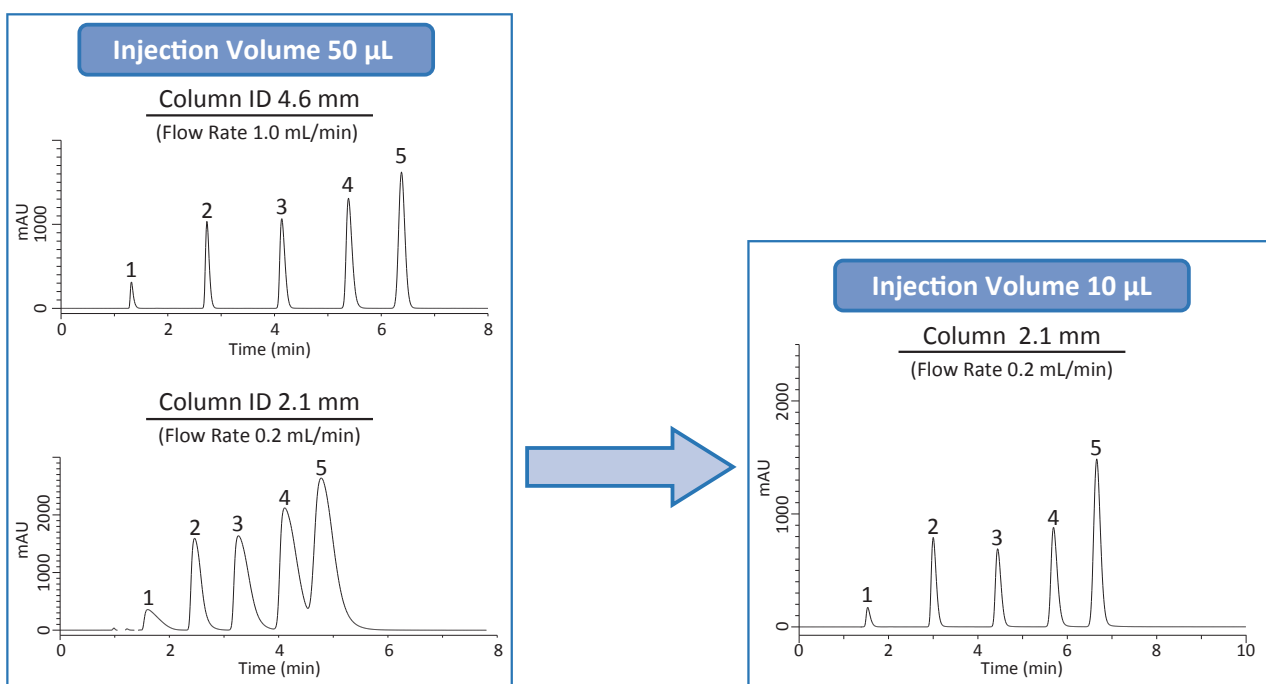 Injection Volume 50 μL
Column ID 4.6 mm
(Flow Rate 1.0 mL/min)
mAU
1000
0
1
2
3
4
5
0 2 4 6 8
Time (min)
Column ID 2.1 mm
(Flow Rate 0.2 mL/min)
mAU
2000
1000
0
1
2
3
4
5
0 2 4 6 8
Time (min)
Injection Volume 10 μL
Column 2.1 mm
(Flow Rate 0.2 mL/min)
mAU
2000
1000
0
1
2
3
4
5
0 2 4 6 8 10
Time (min)